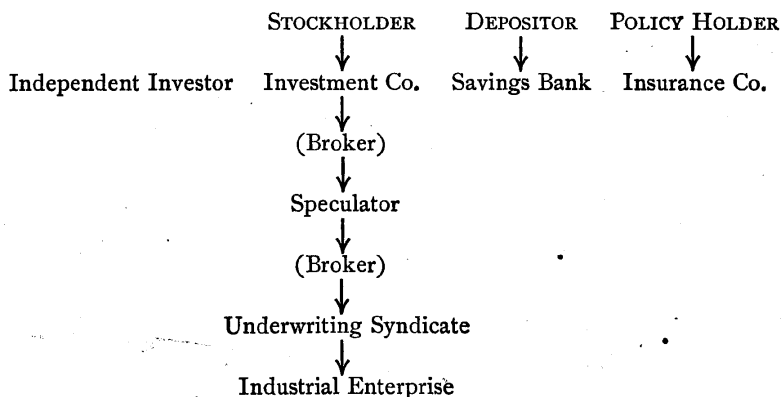 STOCKHOLDER DEPOSITOR POLICY HOLDER
Independent Investor Investment Co. Savings Bank Insurance Co.
(Broker)
Speculator
(Broker)
Underwriting Syndicate
Industrial Enterprise